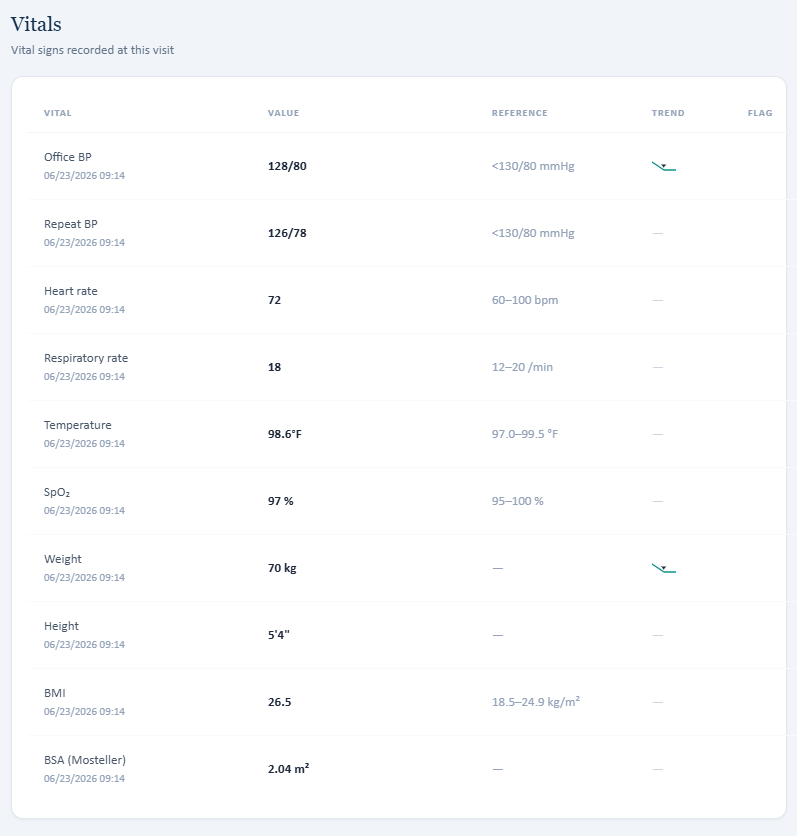 Vitals
Vital signs recorded at this visit
VITAL VALUE REFERENCE TREND FLAG
Office BP
06/23/2026 09:14
128/80 <130/80 mmHg
Repeat BP
06/23/2026 09:14
126/78 <130/80 mmHg —
Heart rate
06/23/2026 09:14
72 60–100 bpm —
Respiratory rate
06/23/2026 09:14
18 12–20 /min —
Temperature
06/23/2026 09:14
98.6°F 97.0–99.5 °F —
SpO₂
06/23/2026 09:14
97 % 95–100 % —
Weight
06/23/2026 09:14
70 kg —
Height
06/23/2026 09:14
5'4" — —
BMI
06/23/2026 09:14
26.5 18.5–24.9 kg/m² —
BSA (Mosteller)
06/23/2026 09:14
2.04 m² — —